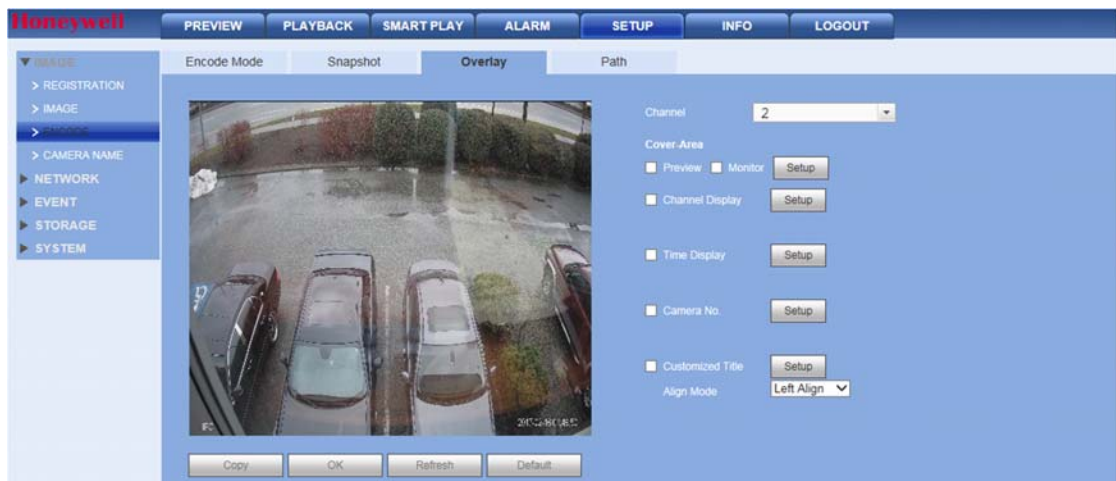 Honeywell
PREVIEW PLAYBACK SMART PLAY ALARM SETUP INFO LOGOUT
IMAGE
> REGISTRATION
> IMAGE
> ENCODE
> CAMERA NAME
NETWORK
EVENT
STORAGE
SYSTEM
Encode Mode Snapshot Overlay Path
Channel 2
Cover-Area
Preview Monitor Setup
Channel Display Setup
Time Display Setup
Camera No. Setup
Customized Title Setup
Align Mode Left Align
Copy OK Refresh Default